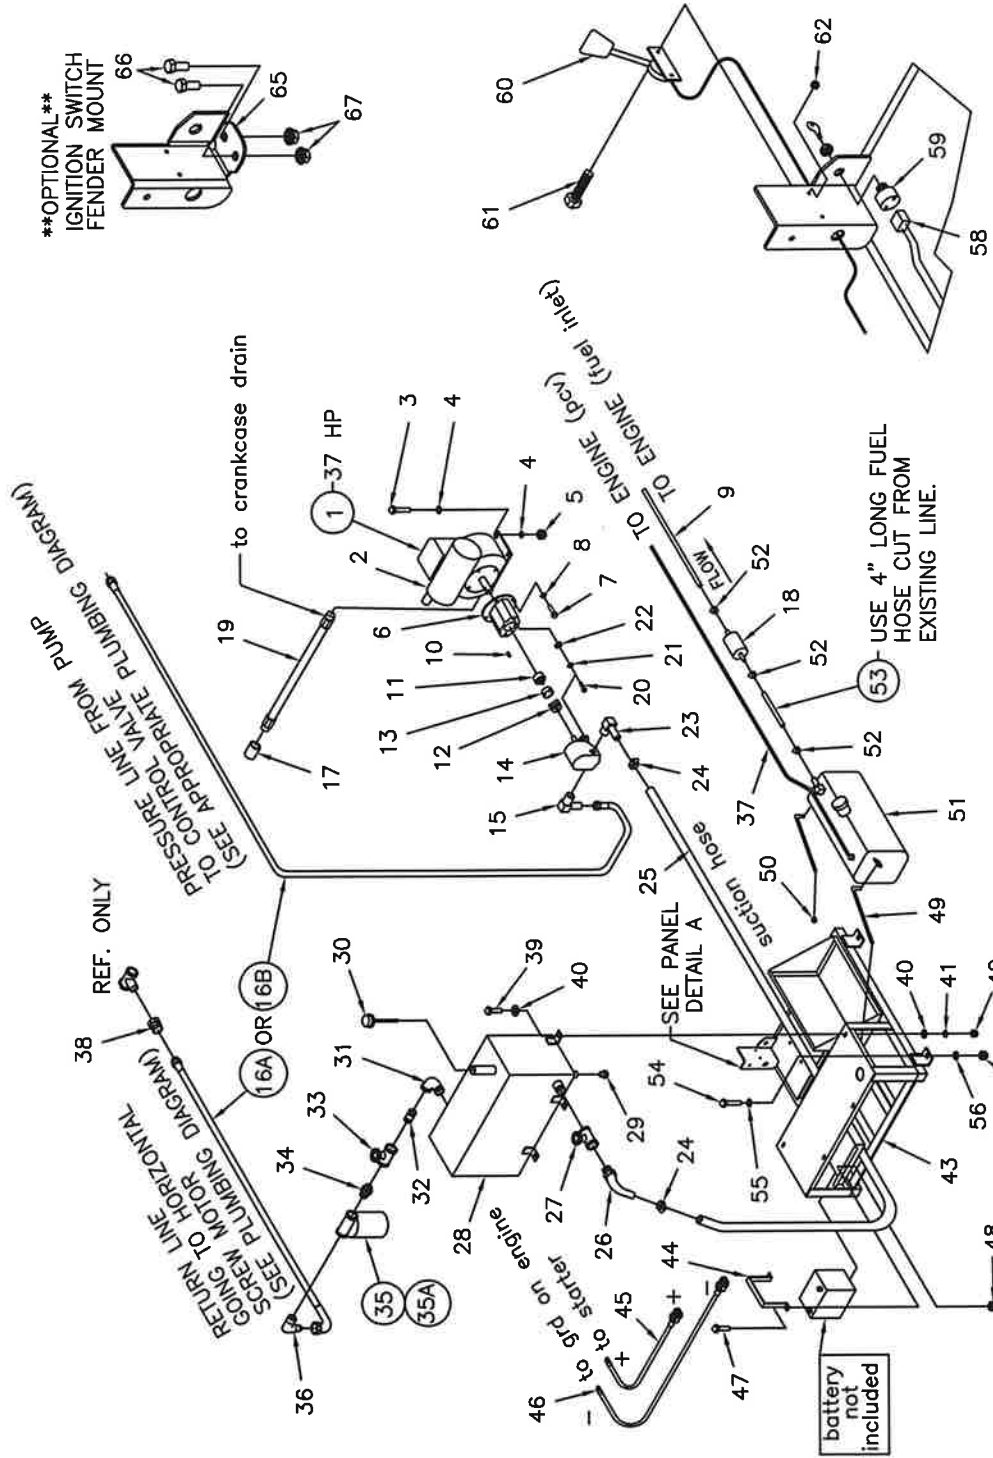 **OPTIONAL**
IGNITION SWITCH
FENDER MOUNT
66
65
67
60
61
62
59
58
REF. ONLY
38
RETURN LINE HORIZONTAL
GOING TO MOTOR
SCREW
(SEE PLUMBING DIAGRAM)
16A OR 16B
PRESSURE LINE FROM PUMP
TO CONTROL VALVE
(SEE APPROPRIATE PLUMBING DIAGRAM)
to crankcase drain
19
17
1
37 HP
2
3
4
4
5
6
7
8
10
11
13
12
14
15
20
21
22
23
24
25
suction hose
TO ENGINE (pcv)
TO ENGINE (fuel inlet)
9
FLOW
52
18
52
53
USE 4" LONG FUEL
HOSE CUT FROM
EXISTING LINE.
52
37
51
50
49
SEE PANEL
DETAIL A
30
39
40
31
33
34
32
35
35A
36
28
29
27
26
24
54
55
40
41
56
43
44
to grd on engine
to starter
45
46
+
+
-
-
47
48
battery
not
included